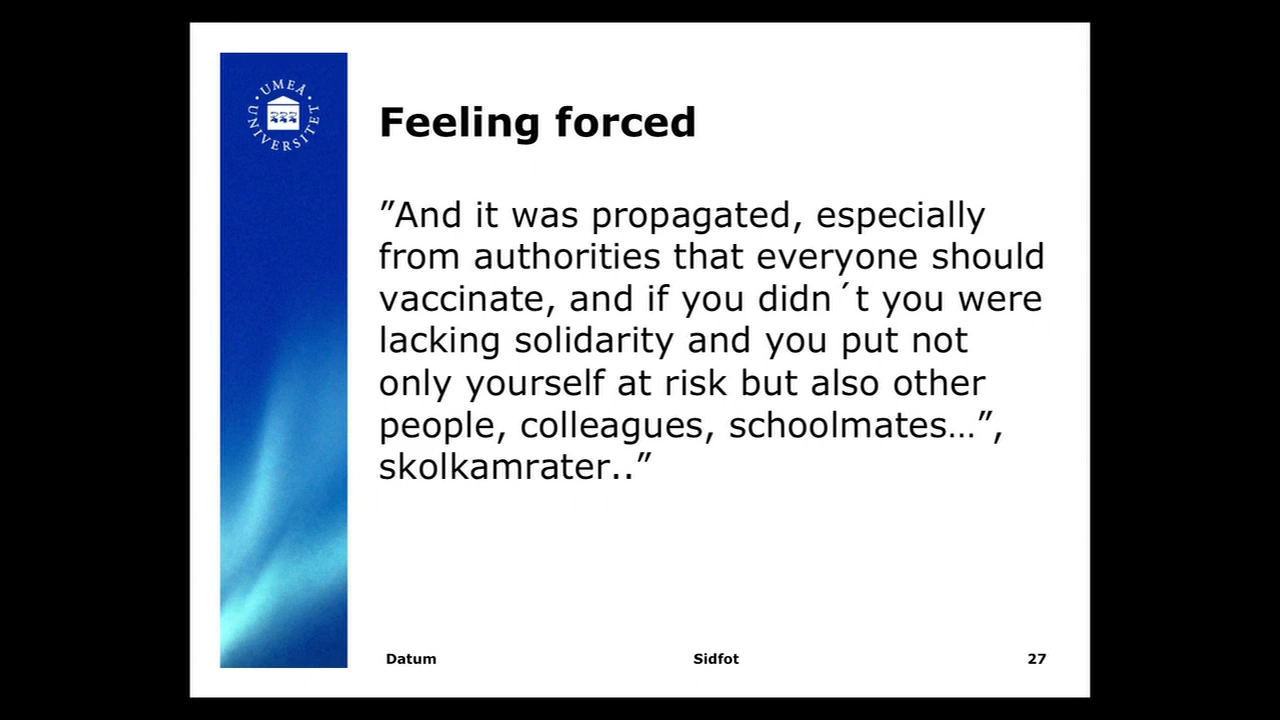 UMEÅ UNIVERSITET
Feeling forced
”And it was propagated, especially
from authorities that everyone should
vaccinate, and if you didn´t you were
lacking solidarity and you put not
only yourself at risk but also other
people, colleagues, schoolmates…”,
skolkamrater..”
Datum Sidfot 27